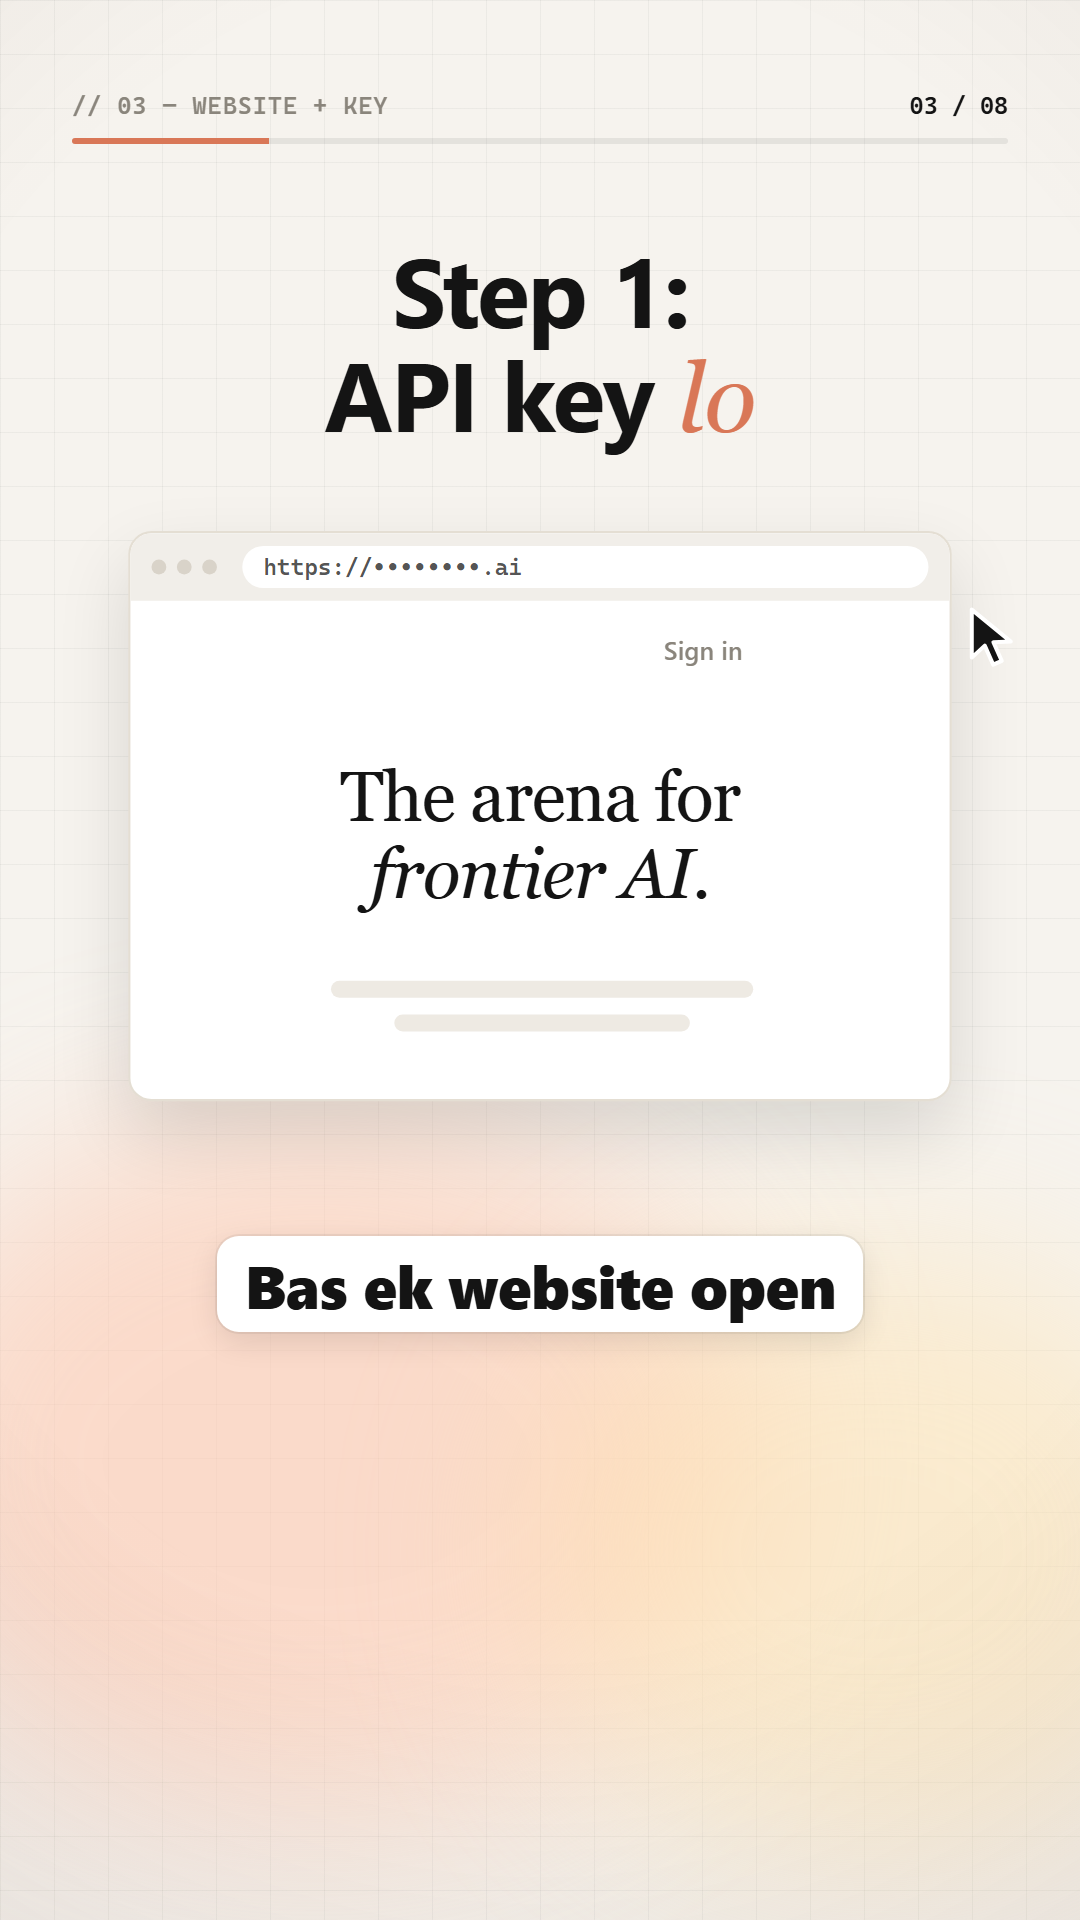 // 03 — WEBSITE + KEY
03 / 08
Step 1:
API key lo
https://••••••••.ai
Sign in
The arena for
frontier AI.
Bas ek website open